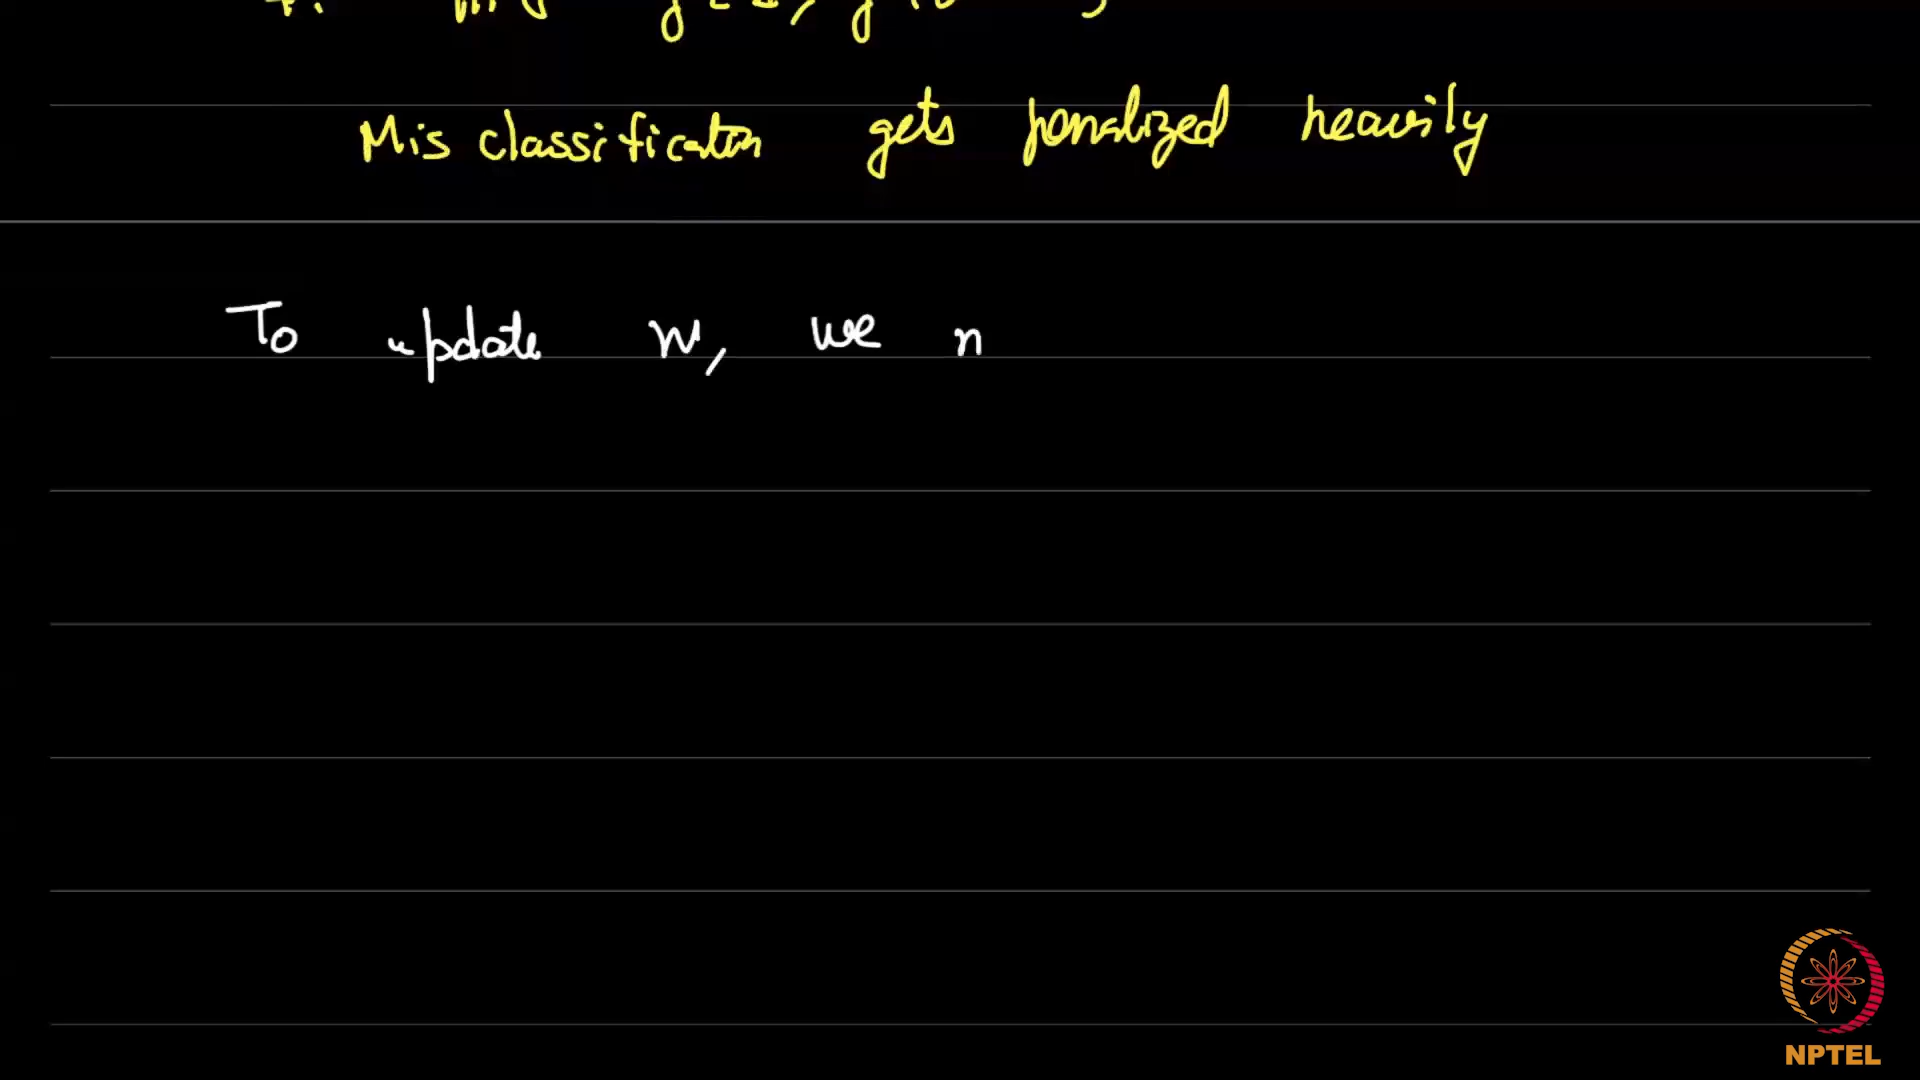 Mis classification gets penalized heavily
To update w, we n
NPTEL